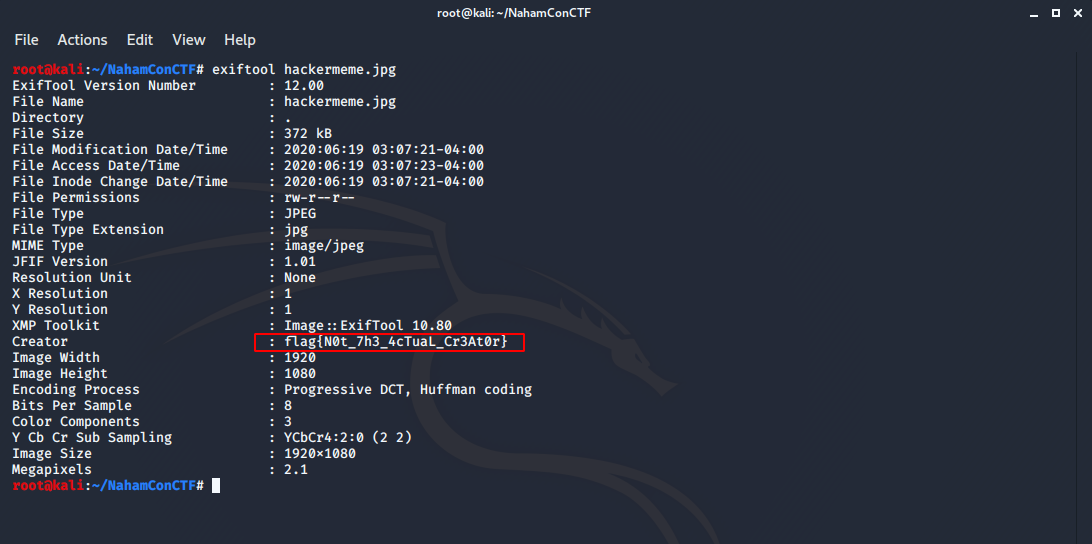 root@kali: ~/NahamConCTF
File Actions Edit View Help
root@kali:~/NahamConCTF# exiftool hackermeme.jpg
ExifTool Version Number : 12.00
File Name : hackermeme.jpg
Directory : .
File Size : 372 kB
File Modification Date/Time : 2020:06:19 03:07:21-04:00
File Access Date/Time : 2020:06:19 03:07:23-04:00
File Inode Change Date/Time : 2020:06:19 03:07:21-04:00
File Permissions : rw-r--r--
File Type : JPEG
File Type Extension : jpg
MIME Type : image/jpeg
JFIF Version : 1.01
Resolution Unit : None
X Resolution : 1
Y Resolution : 1
XMP Toolkit : Image::ExifTool 10.80
Creator : flag{N0t_7h3_4cTuaL_Cr3At0r}
Image Width : 1920
Image Height : 1080
Encoding Process : Progressive DCT, Huffman coding
Bits Per Sample : 8
Color Components : 3
Y Cb Cr Sub Sampling : YCbCr4:2:0 (2 2)
Image Size : 1920×1080
Megapixels : 2.1
root@kali:~/NahamConCTF#